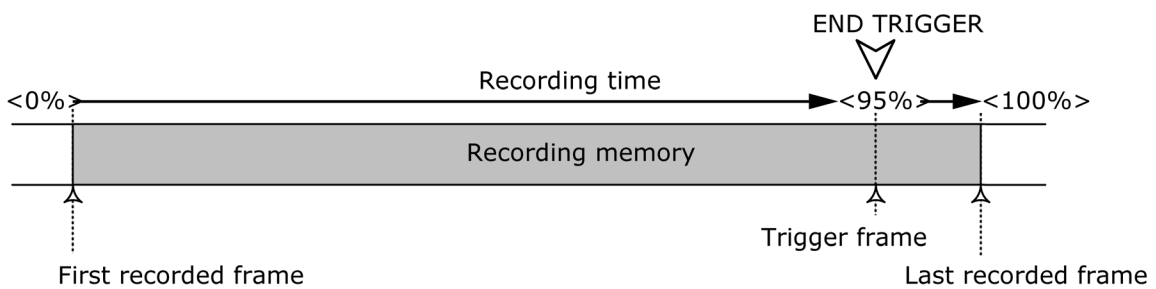 END TRIGGER
Recording time
<0%> <95%> <100%>
Recording memory
Trigger frame
First recorded frame Last recorded frame